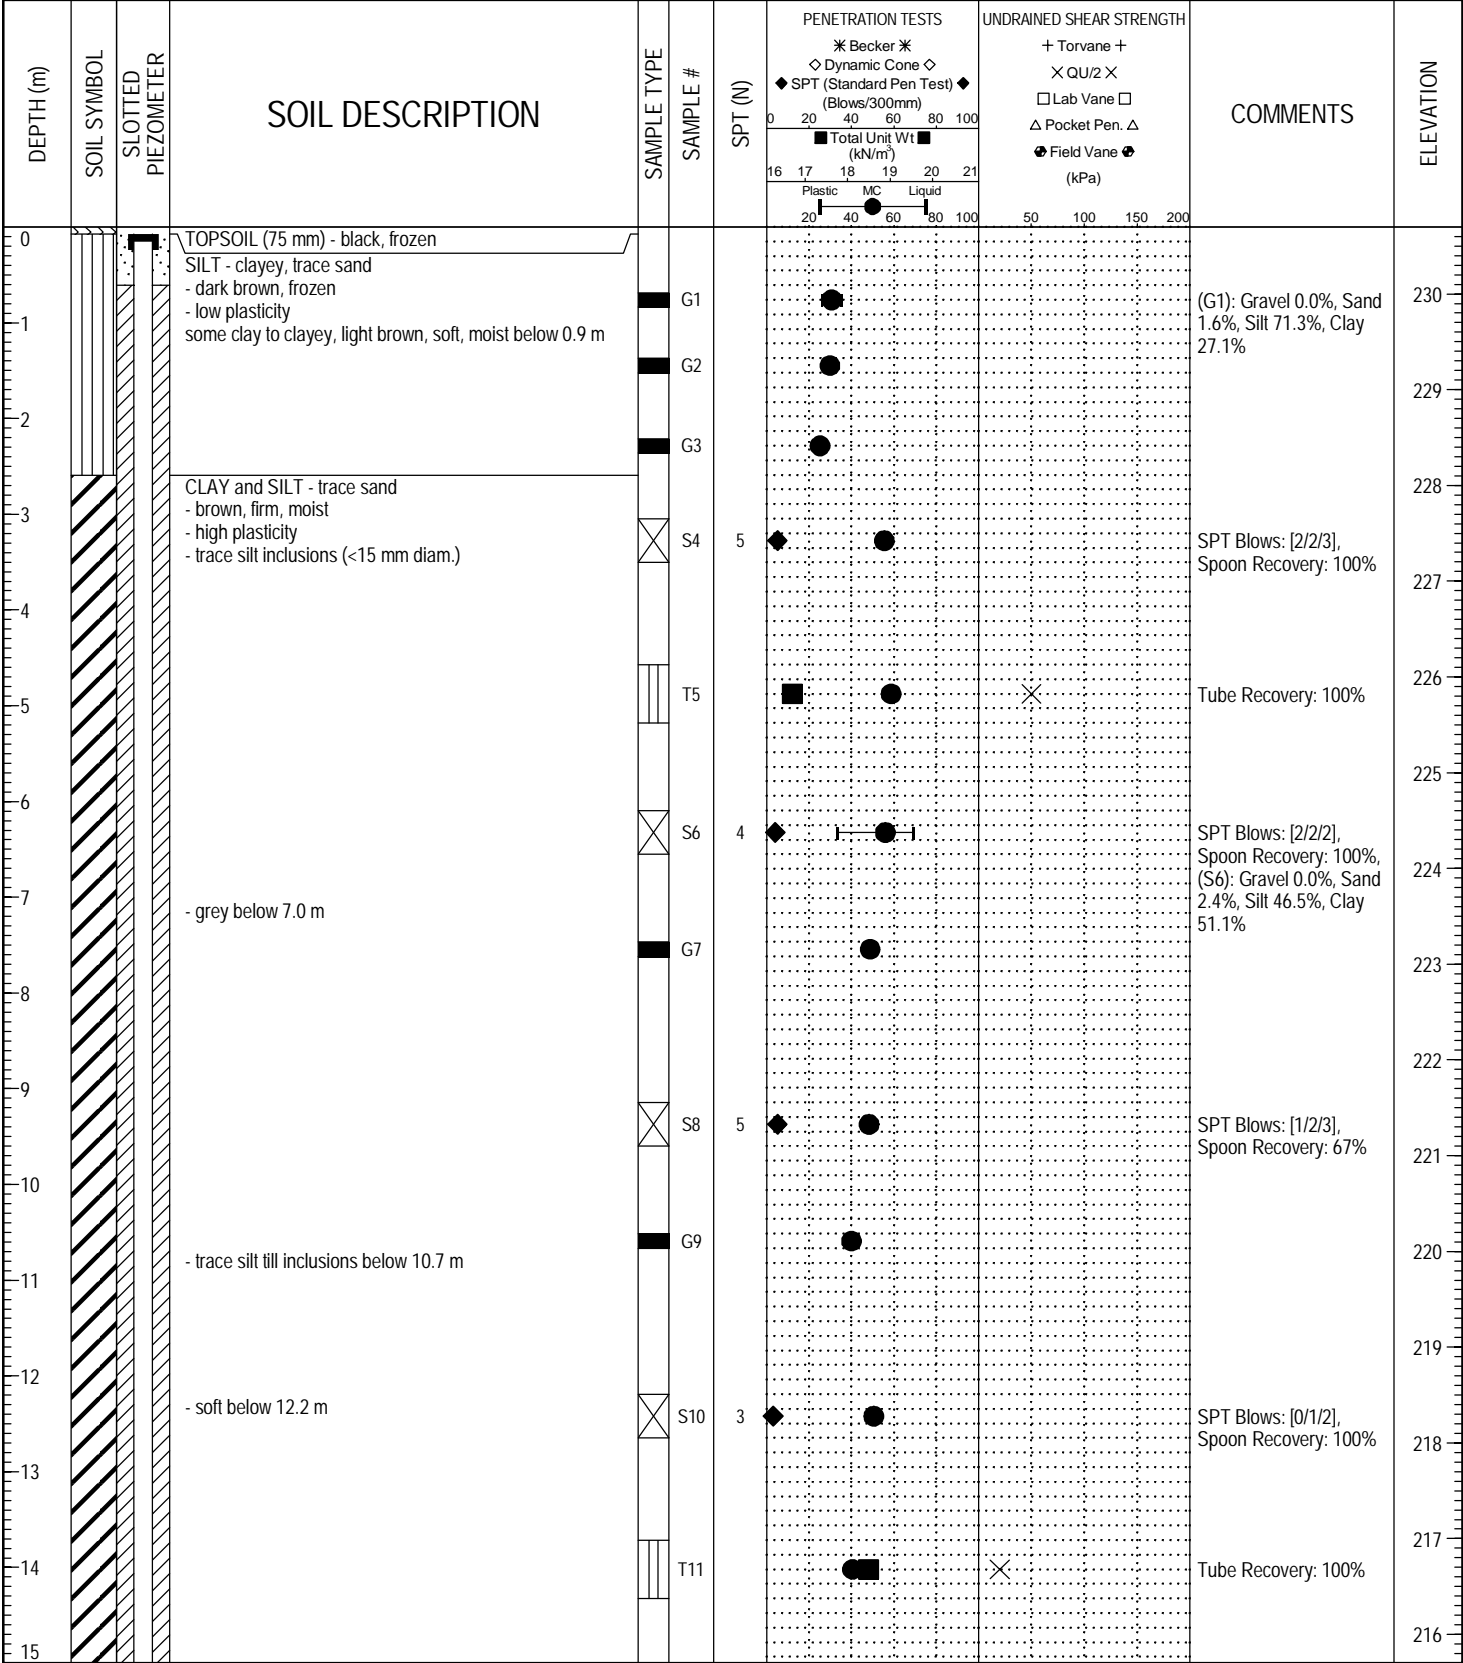 DEPTH (m)
SOIL SYMBOL
SLOTTED
PIEZOMETER
SOIL DESCRIPTION
SAMPLE TYPE
SAMPLE #
SPT (N)
PENETRATION TESTS
Becker
Dynamic Cone
SPT (Standard Pen Test)
(Blows/300mm)
0 20 40 60 80 100
Total Unit Wt
(kN/m³)
16 17 18 19 20 21
Plastic MC Liquid
20 40 60 80 100
UNDRAINED SHEAR STRENGTH
+ Torvane +
× QU/2 ×
□ Lab Vane □
△ Pocket Pen. △
Field Vane
(kPa)
50 100 150 200
COMMENTS
ELEVATION
0
TOPSOIL (75 mm) - black, frozen
SILT - clayey, trace sand
- dark brown, frozen
- low plasticity
some clay to clayey, light brown, soft, moist below 0.9 m
G1
(G1): Gravel 0.0%, Sand
1.6%, Silt 71.3%, Clay
27.1%
230
1
G2
229
2
G3
228
CLAY and SILT - trace sand
- brown, firm, moist
- high plasticity
- trace silt inclusions (<15 mm diam.)
3
S4
5
SPT Blows: [2/2/3],
Spoon Recovery: 100%
227
4
226
T5
Tube Recovery: 100%
5
225
6
S6
4
SPT Blows: [2/2/2],
Spoon Recovery: 100%,
(S6): Gravel 0.0%, Sand
2.4%, Silt 46.5%, Clay
51.1%
224
7
- grey below 7.0 m
G7
223
8
222
9
S8
5
SPT Blows: [1/2/3],
Spoon Recovery: 67%
221
10
G9
220
- trace silt till inclusions below 10.7 m
11
219
12
- soft below 12.2 m
S10
3
SPT Blows: [0/1/2],
Spoon Recovery: 100%
218
13
217
14
T11
Tube Recovery: 100%
216
15